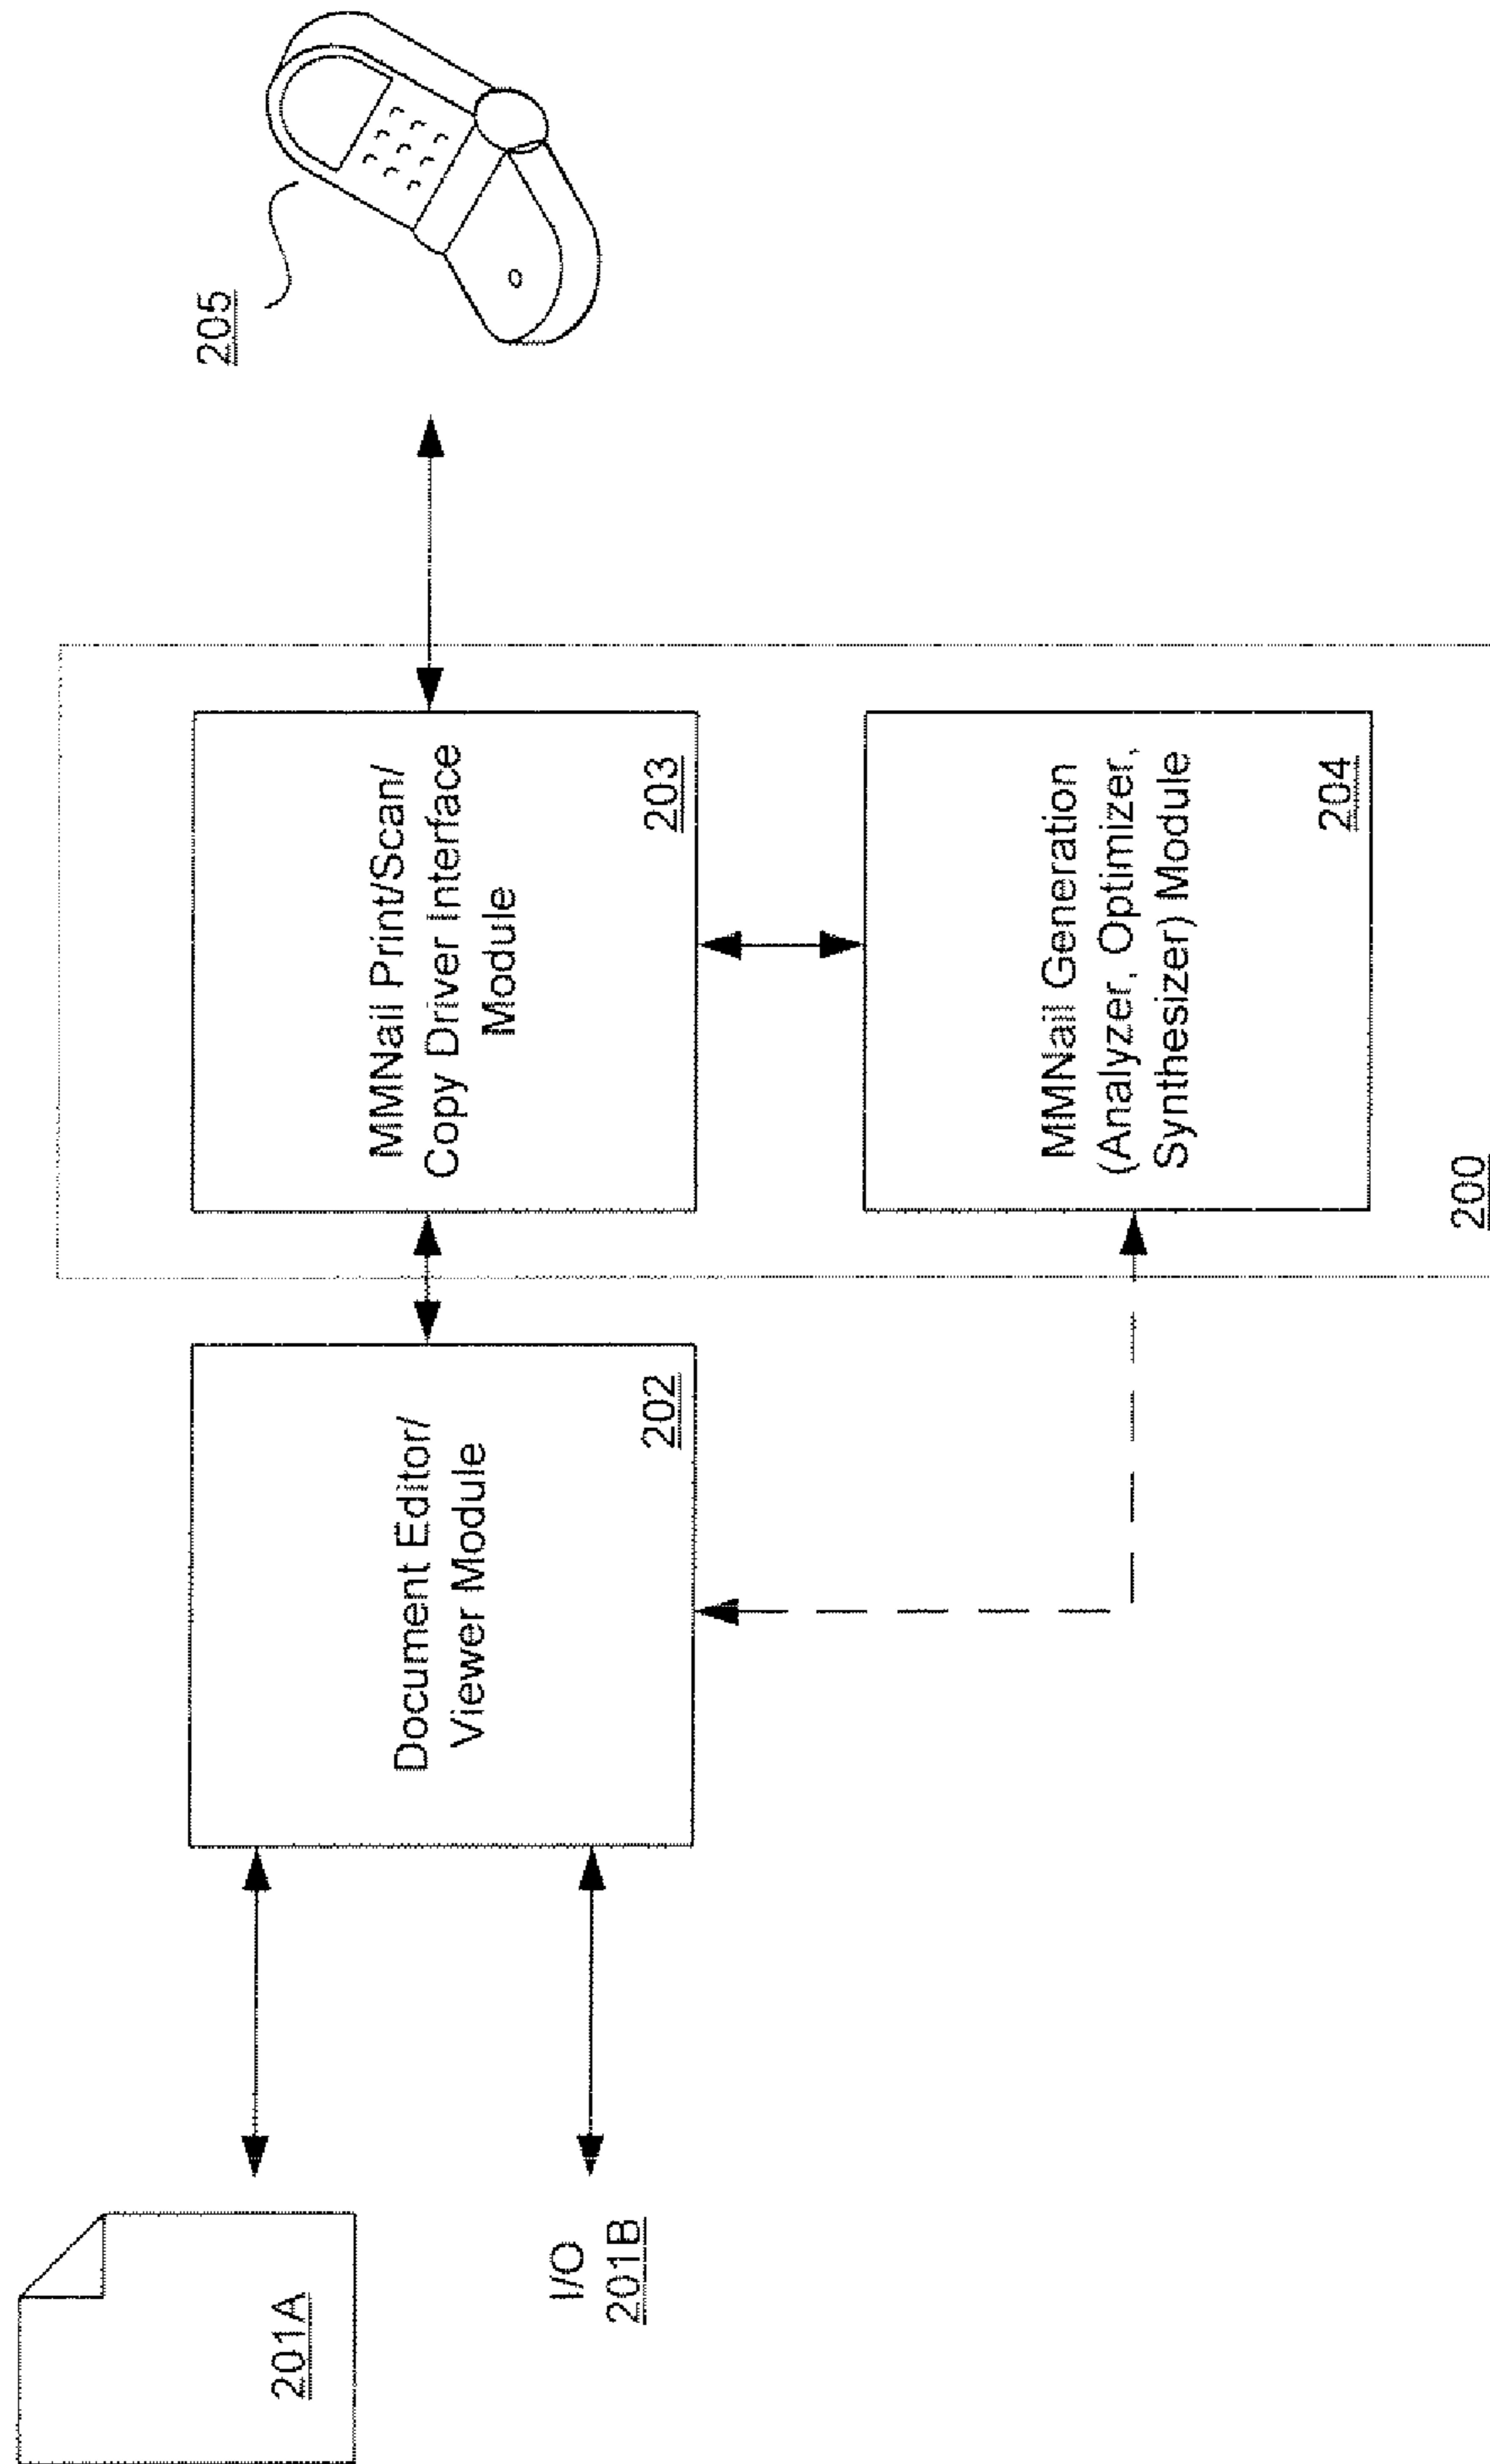 201A
I/O
201B
Document Editor/
Viewer Module
202
MMNail Print/Scan/
Copy Driver Interface
Module
203
MMNail Generation
(Analyzer, Optimizer,
Synthesizer) Module
204
200
205